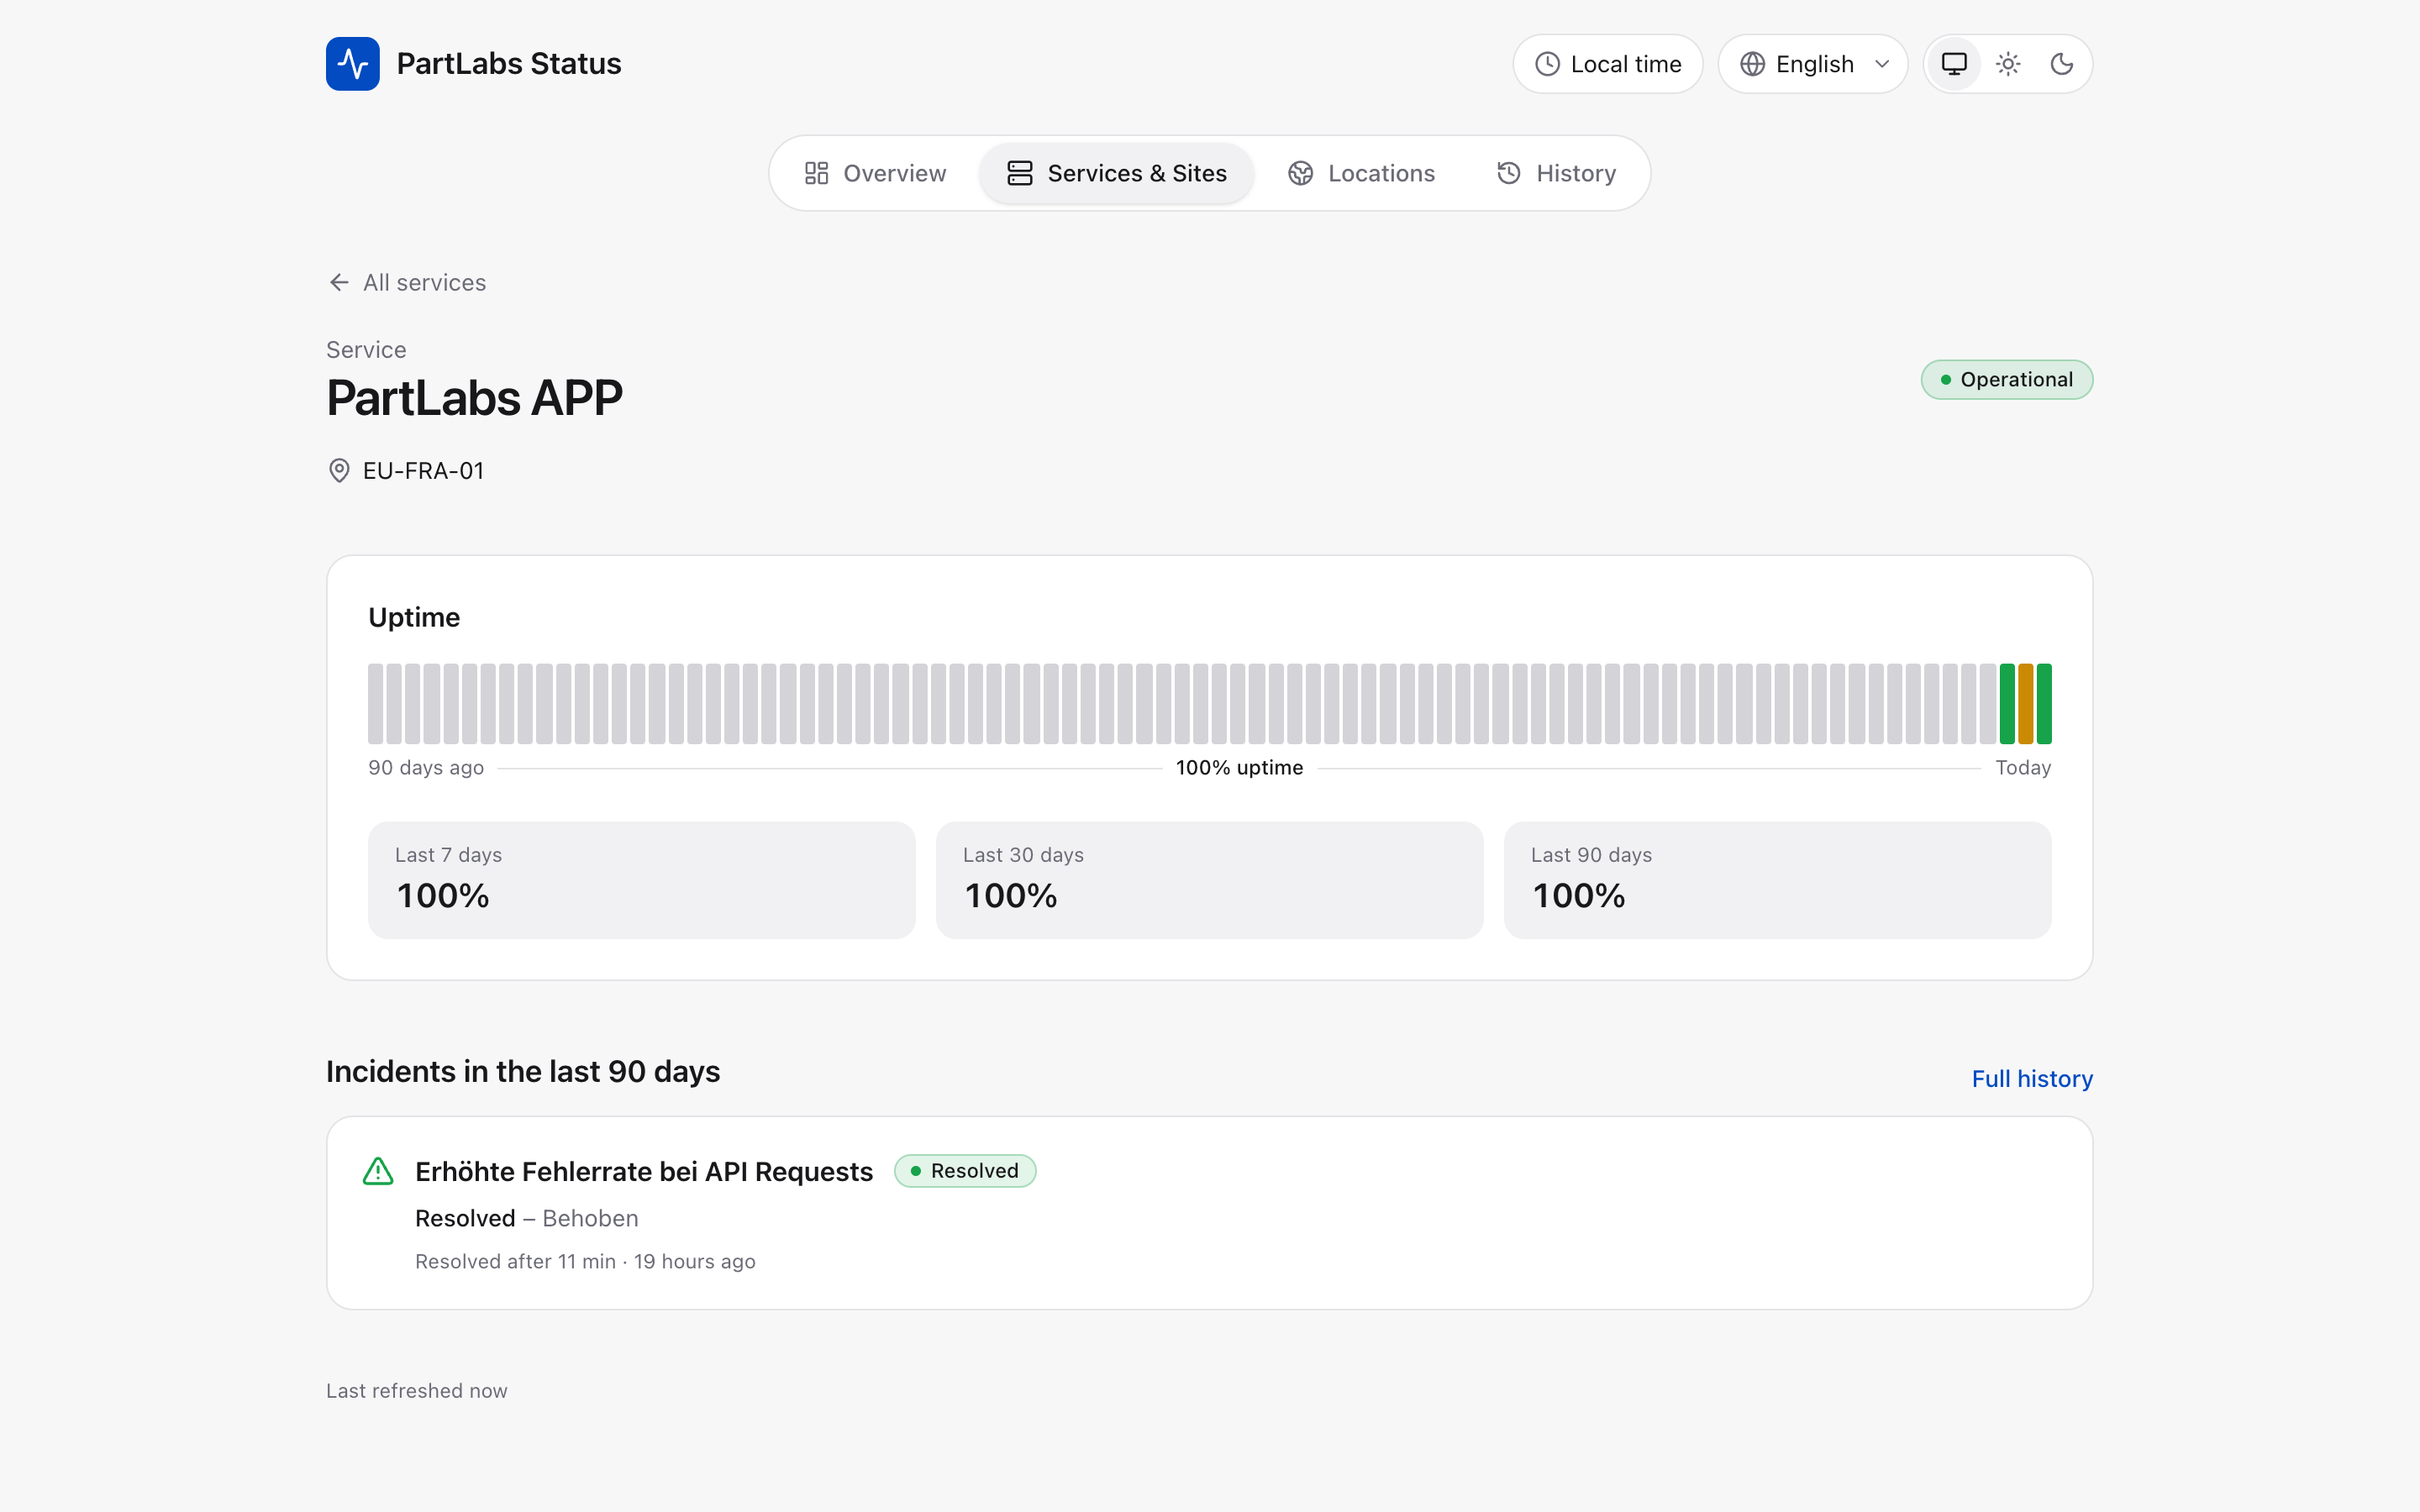 PartLabs Status
Local time
English
Overview
Services & Sites
Locations
History
All services
Service
PartLabs APP
Operational
EU-FRA-01
Uptime
90 days ago
100% uptime
Today
Last 7 days
100%
Last 30 days
100%
Last 90 days
100%
Incidents in the last 90 days
Full history
Erhöhte Fehlerrate bei API Requests
Resolved
Resolved – Behoben
Resolved after 11 min · 19 hours ago
Last refreshed now